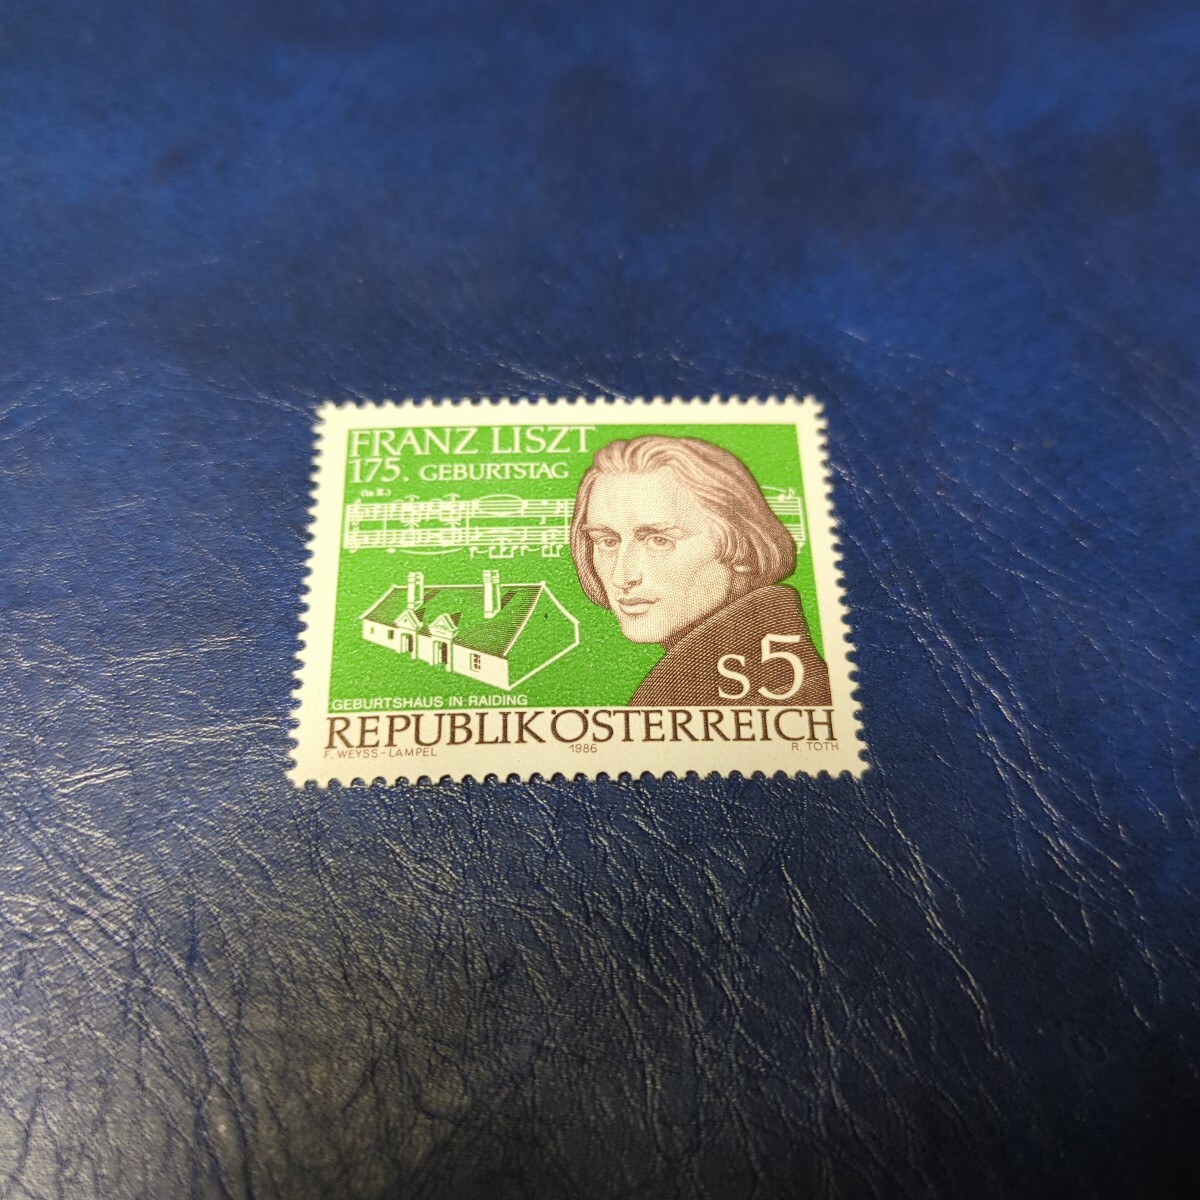 FRANZ LISZT
175. GEBURTSTAG
GEBURTSHAUS IN RAIDING
S5
REPUBLIK ÖSTERREICH
F. WEYSS-LAMPEL 1986 R. TOTH